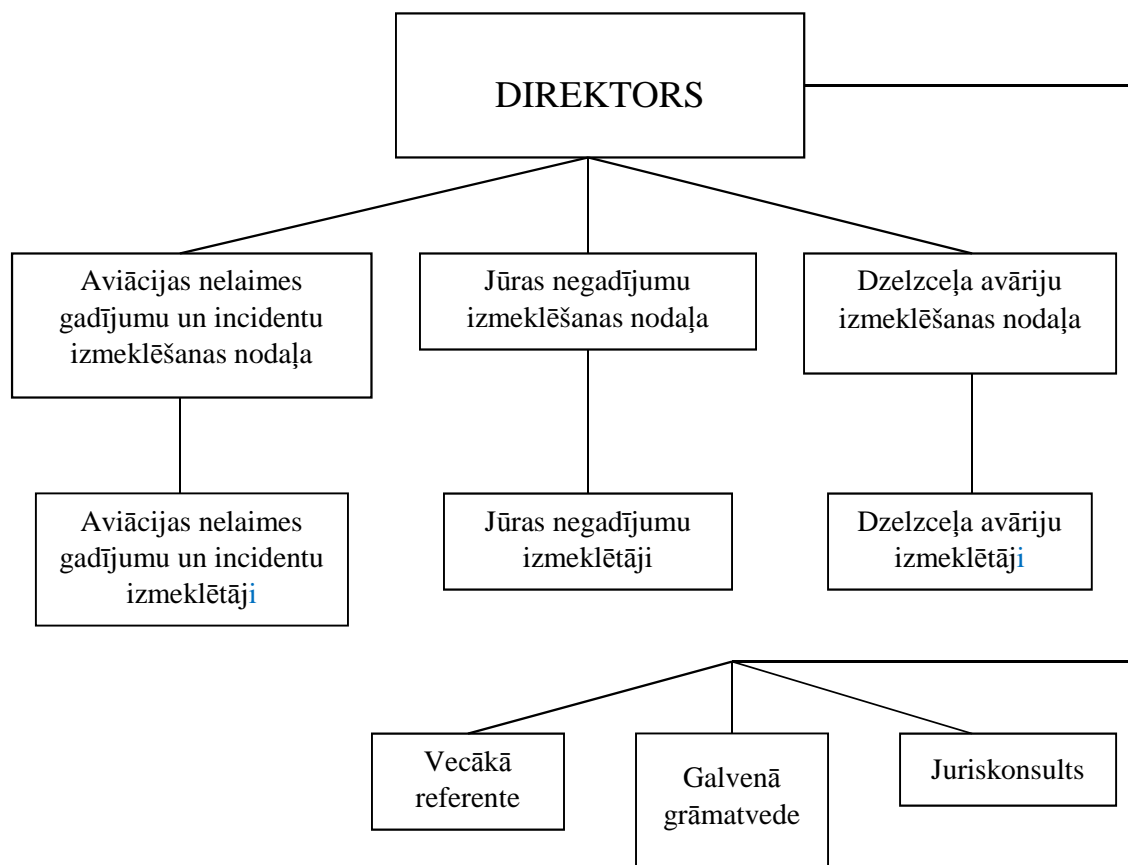 DIREKTORS
Aviācijas nelaimes
gadījumu un incidentu
izmeklēšanas nodaļa
Jūras negadījumu
izmeklēšanas nodaļa
Dzelzceļa avāriju
izmeklēšanas nodaļa
Aviācijas nelaimes
gadījumu un incidentu
izmeklētāji
Jūras negadījumu
izmeklētāji
Dzelzceļa avāriju
izmeklētāji
Vecākā
referente
Galvenā
grāmatvede
Juriskonsults